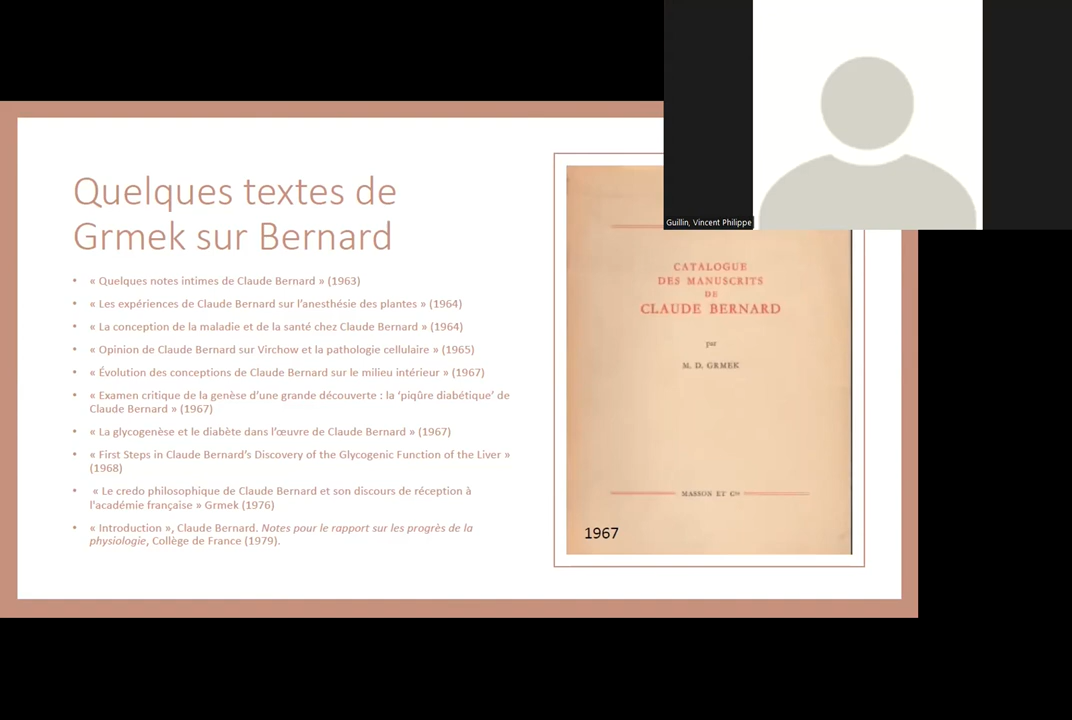 Quelques textes de
Grmek sur Bernard
• « Quelques notes intimes de Claude Bernard » (1963)
• « Les expériences de Claude Bernard sur l'anesthésie des plantes » (1964)
• « La conception de la maladie et de la santé chez Claude Bernard » (1964)
• « Opinion de Claude Bernard sur Virchow et la pathologie cellulaire » (1965)
• « Évolution des conceptions de Claude Bernard sur le milieu intérieur » (1967)
• « Examen critique de la genèse d'une grande découverte : la 'piqûre diabétique' de
Claude Bernard » (1967)
• « La glycogenèse et le diabète dans l'œuvre de Claude Bernard » (1967)
• « First Steps in Claude Bernard's Discovery of the Glycogenic Function of the Liver »
(1968)
• « Le credo philosophique de Claude Bernard et son discours de réception à
l'académie française » Grmek (1976)
• « Introduction », Claude Bernard. Notes pour le rapport sur les progrès de la
physiologie, Collège de France (1979).
Guillin, Vincent Philippe
CATALOGUE
DES MANUSCRITS
DE
CLAUDE BERNARD
par
M. D. GRMEK
MASSON ET Cie
1967